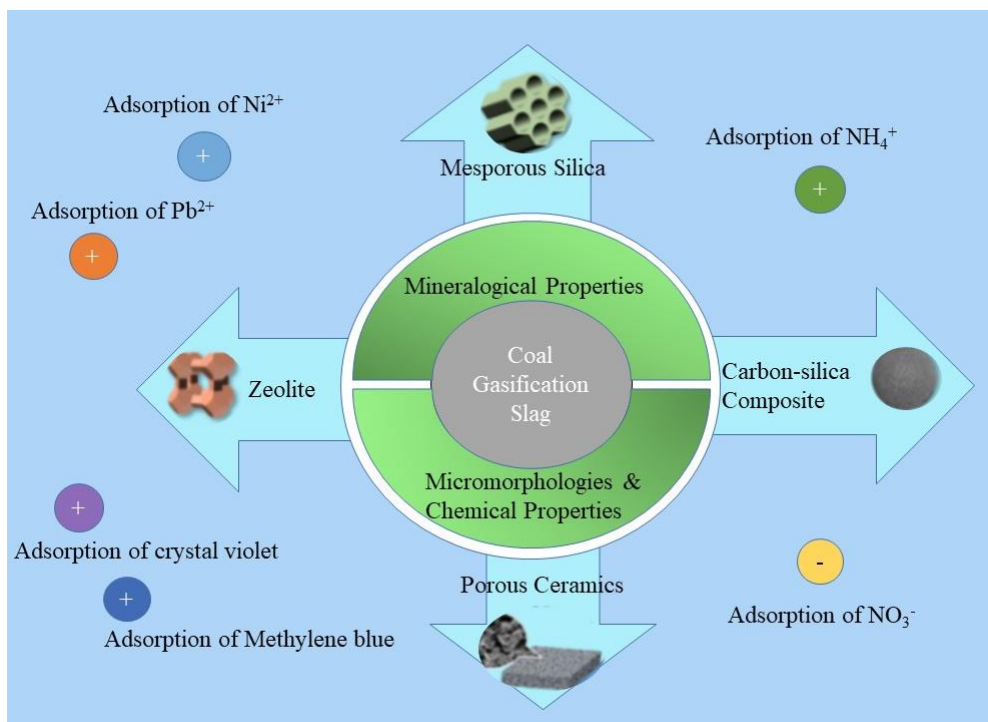 Adsorption of Ni²⁺
+
Adsorption of Pb²⁺
+
Mesporous Silica
Adsorption of NH₄⁺
+
Mineralogical Properties
Zeolite
Coal
Gasification
Slag
Carbon-silica
Composite
Micromorphologies &
Chemical Properties
+
Adsorption of crystal violet
+
Adsorption of Methylene blue
Porous Ceramics
-
Adsorption of NO₃⁻